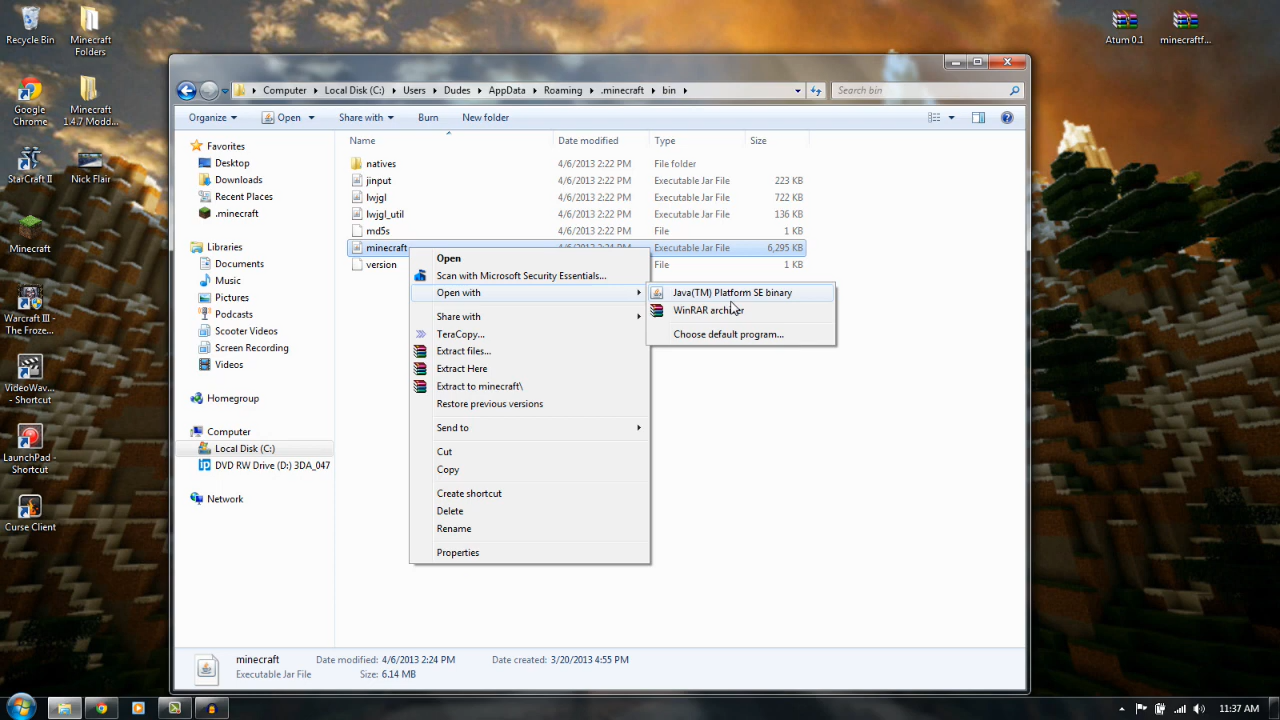 Recycle Bin
Minecraft
Folders
Google
Chrome
Minecraft
1.4.7 Modd...
StarCraft II
Nick Flair
Minecraft
Warcraft III
- The Froze...
VideoWav...
- Shortcut
LaunchPad -
Shortcut
Curse Client
Atum 0.1
minecraftf...
Computer
Local Disk (C:)
Users
Dudes
AppData
Roaming
.minecraft
bin
Search bin
Organize
Open
Share with
Burn
New folder
Favorites
Desktop
Downloads
Recent Places
.minecraft
Libraries
Documents
Music
Pictures
Podcasts
Scooter Videos
Screen Recording
Videos
Homegroup
Computer
Local Disk (C:)
DVD RW Drive (D:) 3DA_047
Network
Name Date modified Type Size
natives 4/6/2013 2:22 PM File folder
jinput 4/6/2013 2:22 PM Executable Jar File 223 KB
lwjgl 4/6/2013 2:22 PM Executable Jar File 722 KB
lwjgl_util 4/6/2013 2:22 PM Executable Jar File 136 KB
md5s 4/6/2013 2:22 PM File 1 KB
minecraft Executable Jar File 6,295 KB
version File 1 KB
Open
Scan with Microsoft Security Essentials...
Open with
Share with
TeraCopy...
Extract files...
Extract Here
Extract to minecraft\
Restore previous versions
Send to
Cut
Copy
Create shortcut
Delete
Rename
Properties
Java(TM) Platform SE binary
WinRAR archiver
Choose default program...
minecraft Date modified: 4/6/2013 2:24 PM Date created: 3/20/2013 4:55 PM
Executable Jar File Size: 6.14 MB
11:37 AM